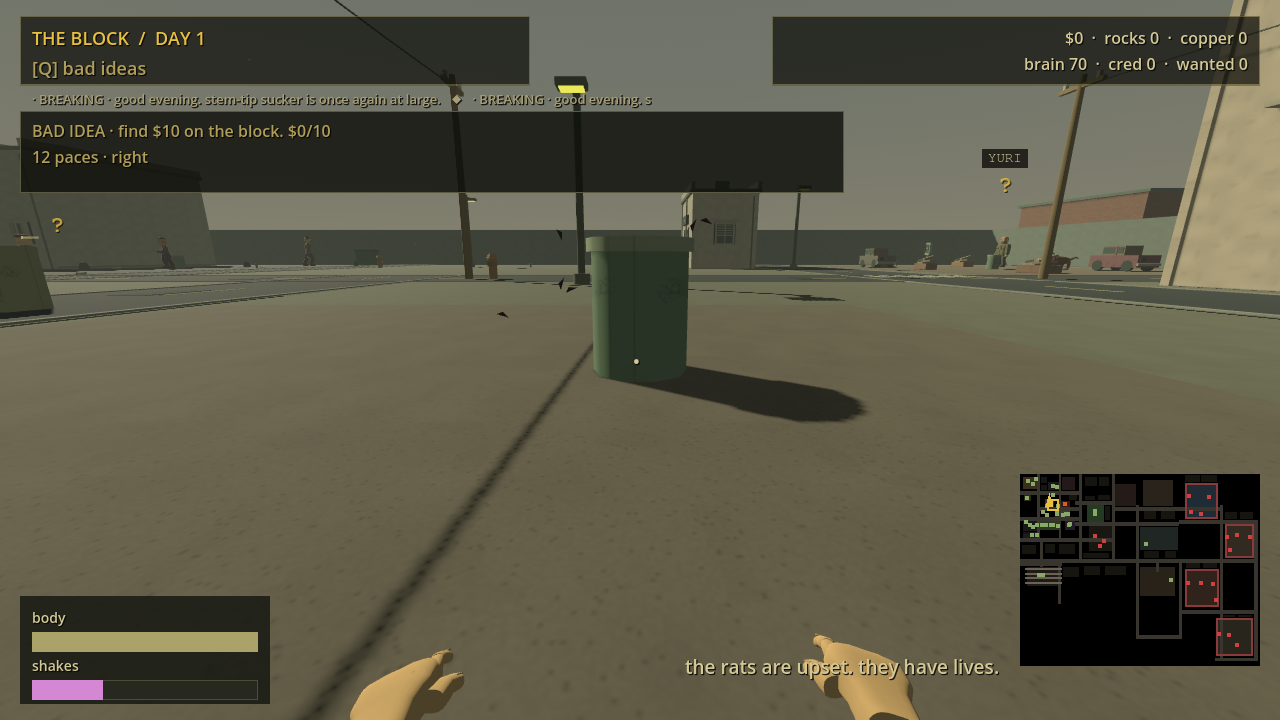 THE BLOCK / DAY 1
[Q] bad ideas
$0 · rocks 0 · copper 0
brain 70 · cred 0 · wanted 0
· BREAKING · good evening. stem-tip sucker is once again at large. ◆ · BREAKING · good evening. s
BAD IDEA · find $10 on the block. $0/10
12 paces · right
YURI
?
?
body
shakes
the rats are upset. they have lives.